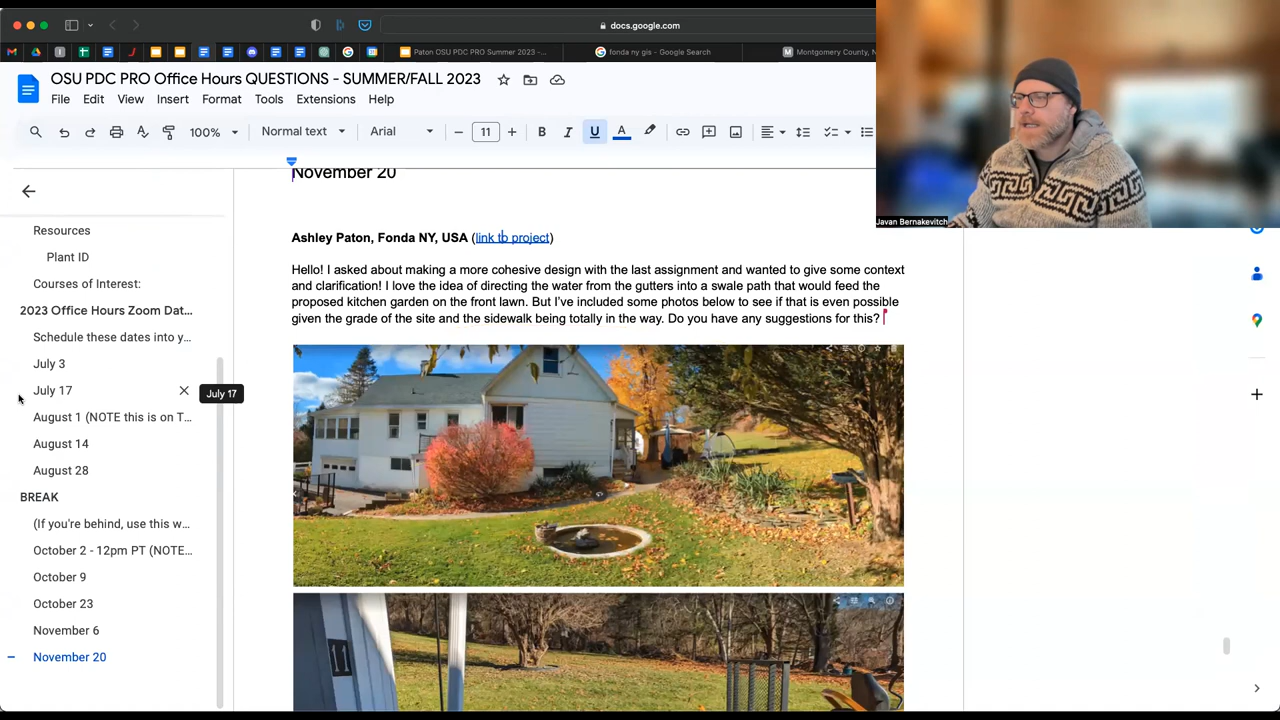 docs.google.com
Paton OSU PDC PRO Summer 2023 -...
fonda ny gis - Google Search
Montgomery County, N
OSU PDC PRO Office Hours QUESTIONS - SUMMER/FALL 2023
File Edit View Insert Format Tools Extensions Help
100% Normal text Arial 11 B I U A
Resources
Plant ID
Courses of Interest:
2023 Office Hours Zoom Dat...
Schedule these dates into y...
July 3
July 17
July 17
August 1 (NOTE this is on T...
August 14
August 28
BREAK
(If you're behind, use this w...
October 2 - 12pm PT (NOTE...
October 9
October 23
November 6
November 20
November 20
Ashley Paton, Fonda NY, USA (link to project)
Hello! I asked about making a more cohesive design with the last assignment and wanted to give some context
and clarification! I love the idea of directing the water from the gutters into a swale path that would feed the
proposed kitchen garden on the front lawn. But I've included some photos below to see if that is even possible
given the grade of the site and the sidewalk being totally in the way. Do you have any suggestions for this?
11
Javan Bernakevitch